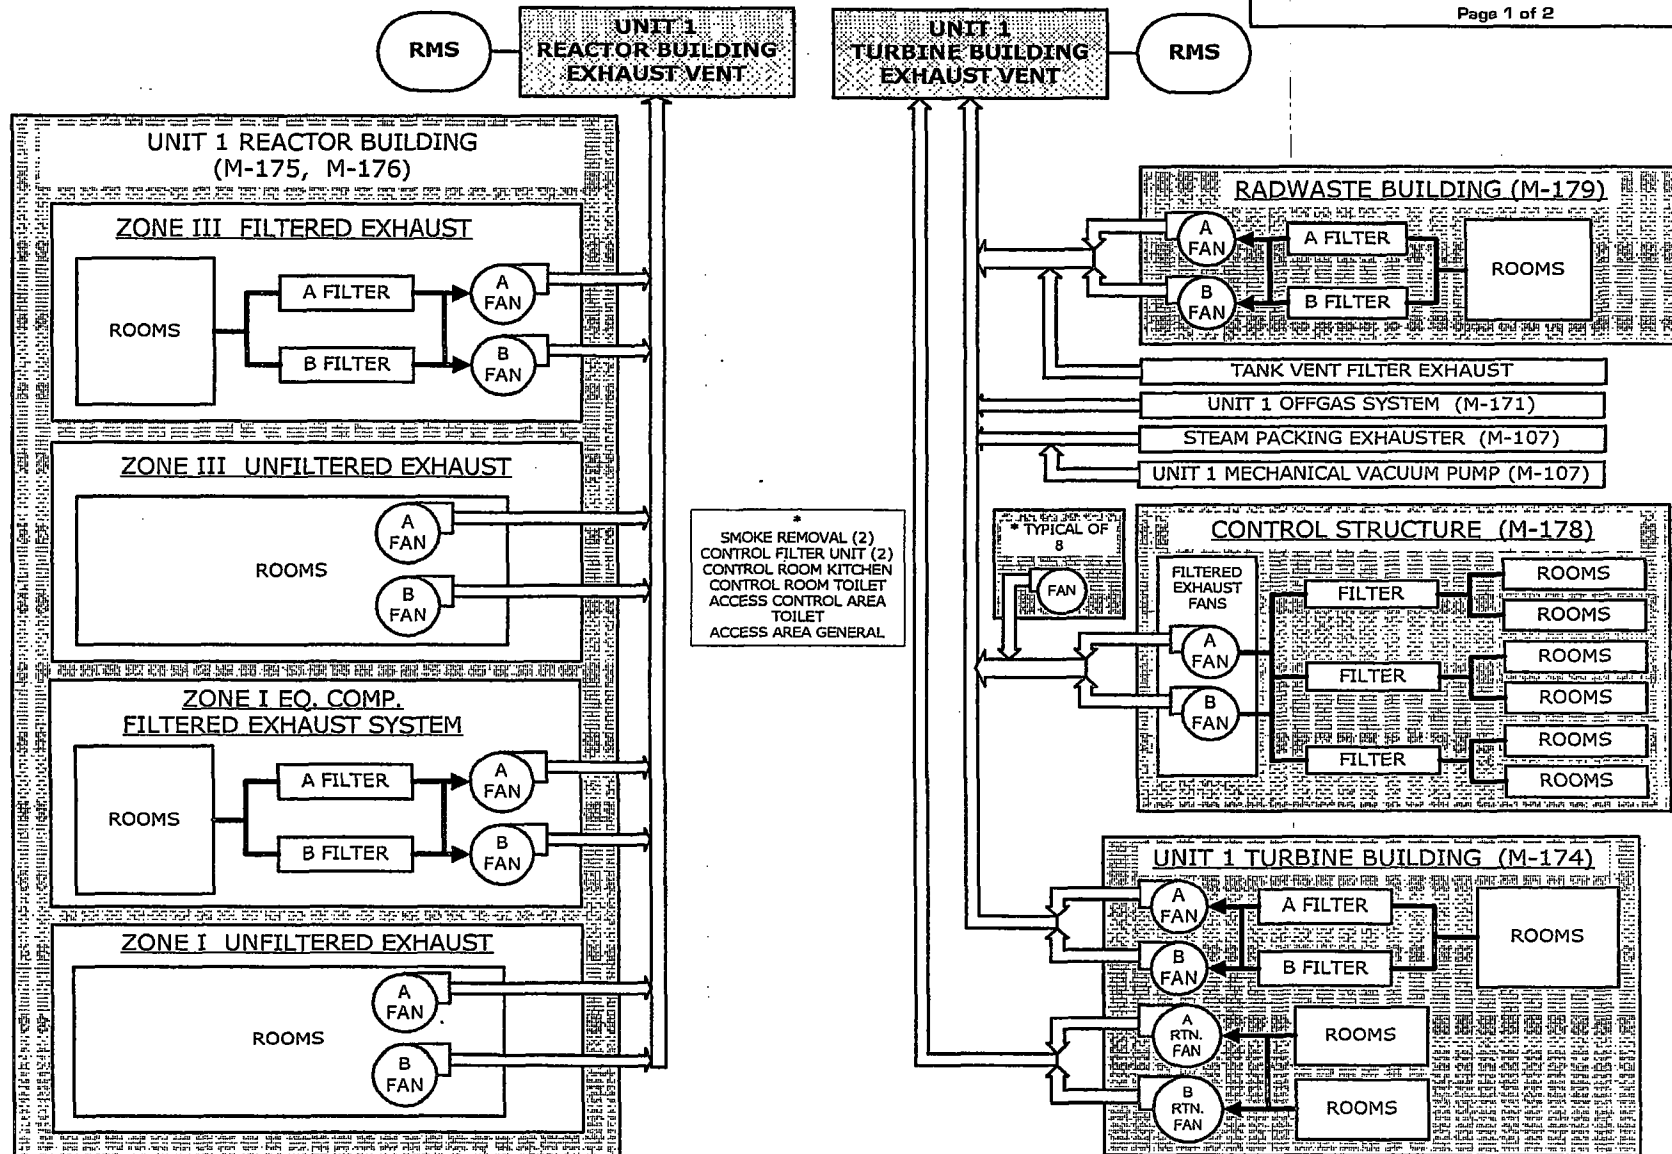 Page 1 of 2
RMS
UNIT 1
REACTOR BUILDING
EXHAUST VENT
UNIT 1
TURBINE BUILDING
EXHAUST VENT
RMS
UNIT 1 REACTOR BUILDING
(M-175, M-176)
ZONE III FILTERED EXHAUST
ROOMS
A FILTER
B FILTER
A
FAN
B
FAN
ZONE III UNFILTERED EXHAUST
ROOMS
A
FAN
B
FAN
ZONE I EQ. COMP.
FILTERED EXHAUST SYSTEM
ROOMS
A FILTER
B FILTER
A
FAN
B
FAN
ZONE I UNFILTERED EXHAUST
ROOMS
A
FAN
B
FAN
*
SMOKE REMOVAL (2)
CONTROL FILTER UNIT (2)
CONTROL ROOM KITCHEN
CONTROL ROOM TOILET
ACCESS CONTROL AREA
TOILET
ACCESS AREA GENERAL
RADWASTE BUILDING (M-179)
A
FAN
B
FAN
A FILTER
B FILTER
ROOMS
TANK VENT FILTER EXHAUST
UNIT 1 OFFGAS SYSTEM (M-171)
STEAM PACKING EXHAUSTER (M-107)
UNIT 1 MECHANICAL VACUUM PUMP (M-107)
* TYPICAL OF
8
FAN
CONTROL STRUCTURE (M-178)
FILTERED
EXHAUST
FANS
A
FAN
B
FAN
FILTER
FILTER
FILTER
ROOMS
ROOMS
ROOMS
ROOMS
ROOMS
ROOMS
UNIT 1 TURBINE BUILDING (M-174)
A
FAN
B
FAN
A FILTER
B FILTER
ROOMS
A
RTN.
FAN
B
RTN.
FAN
ROOMS
ROOMS